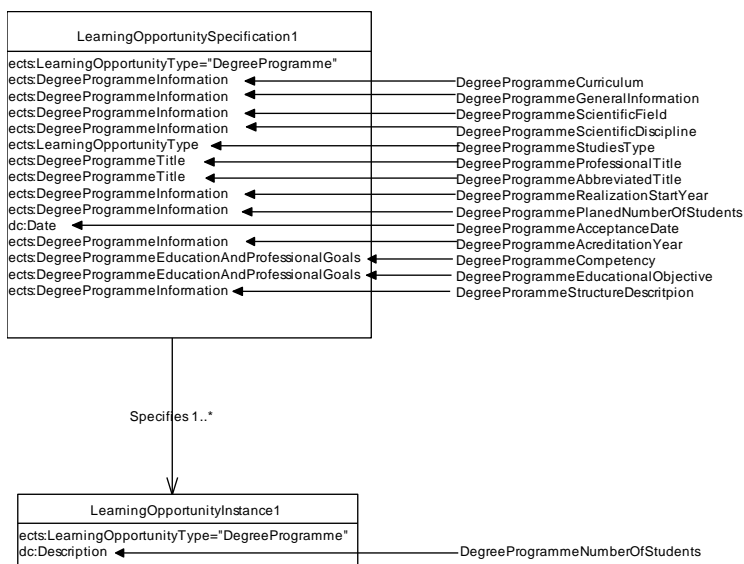 LearningOpportunitySpecification1
ects:LearningOpportunityType="DegreeProgramme"
ects:DegreeProgrammeInformation DegreeProgrammeCurriculum
ects:DegreeProgrammeInformation DegreeProgrammeGeneralInformation
ects:DegreeProgrammeInformation DegreeProgrammeScientificField
ects:DegreeProgrammeInformation DegreeProgrammeScientificDiscipline
ects:LearningOpportunityType DegreeProgrammeStudiesType
ects:DegreeProgrammeTitle DegreeProgrammeProfessionalTitle
ects:DegreeProgrammeTitle DegreeProgrammeAbbreviatedTitle
ects:DegreeProgrammeInformation DegreeProgrammeRealizationStartYear
ects:DegreeProgrammeInformation DegreeProgrammePlanedNumberOfStudents
dc:Date DegreeProgrammeAcceptanceDate
ects:DegreeProgrammeInformation DegreeProgrammeAcreditationYear
ects:DegreeProgrammeEducationAndProfessionalGoals DegreeProgrammeCompetency
ects:DegreeProgrammeEducationAndProfessionalGoals DegreeProgrammeEducationalObjective
ects:DegreeProgrammeInformation DegreeProrammeStructureDescritpion
Specifies 1..*
LearningOpportunityInstance1
ects:LearningOpportunityType="DegreeProgramme"
dc:Description DegreeProgrammeNumberOfStudents